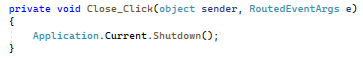 private void Close_Click(object sender, RoutedEventArgs e)
{
    Application.Current.Shutdown();
}